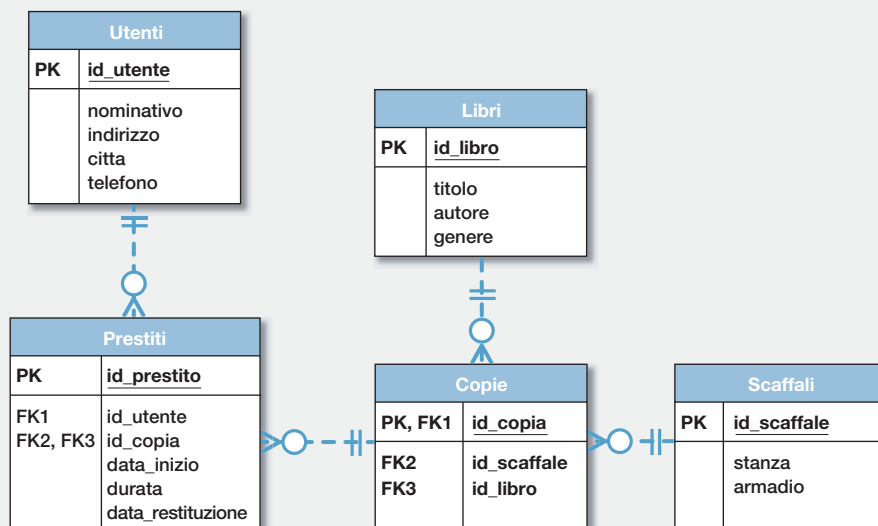 Utenti
PK id_utente
nominativo
indirizzo
citta
telefono
Libri
PK id_libro
titolo
autore
genere
Prestiti
PK id_prestito
FK1 id_utente
FK2, FK3 id_copia
data_inizio
durata
data_restituzione
Copie
PK, FK1 id_copia
FK2 id_scaffale
FK3 id_libro
Scaffali
PK id_scaffale
stanza
armadio